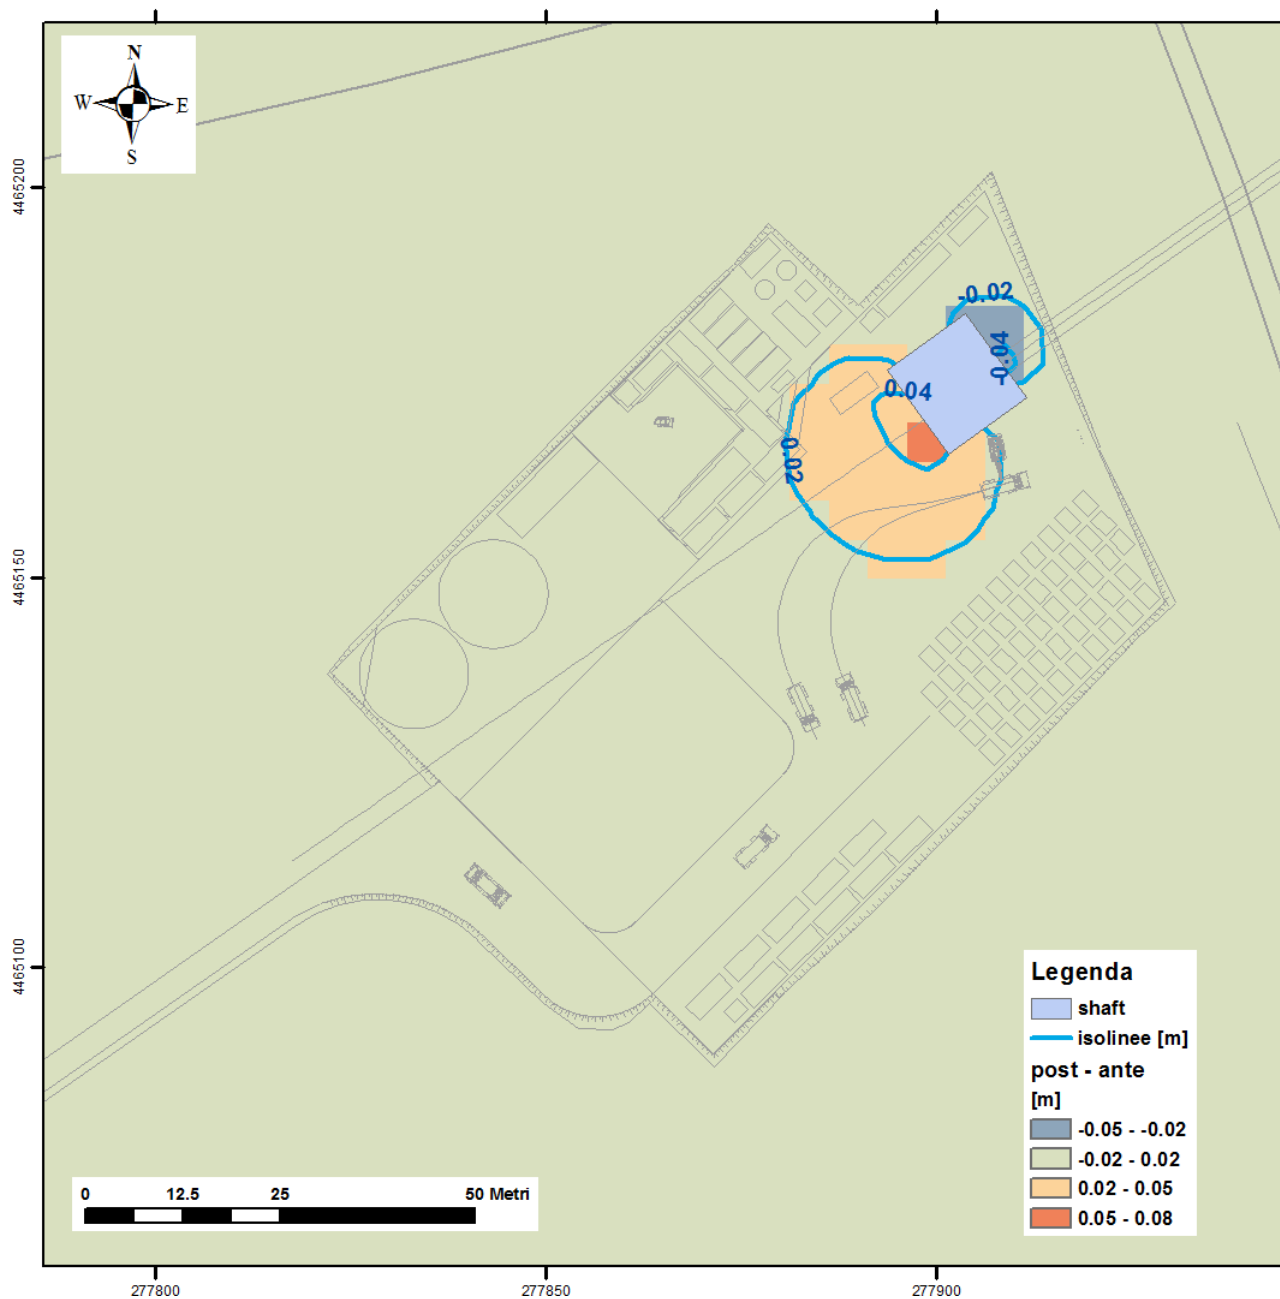 N
W E
S
4465200
4465150
4465100
-0.02
-0.04
0.04
0.02
Legenda
shaft
isolinee [m]
post - ante
[m]
-0.05 - -0.02
-0.02 - 0.02
0.02 - 0.05
0.05 - 0.08
0 12.5 25 50 Metri
277800 277850 277900